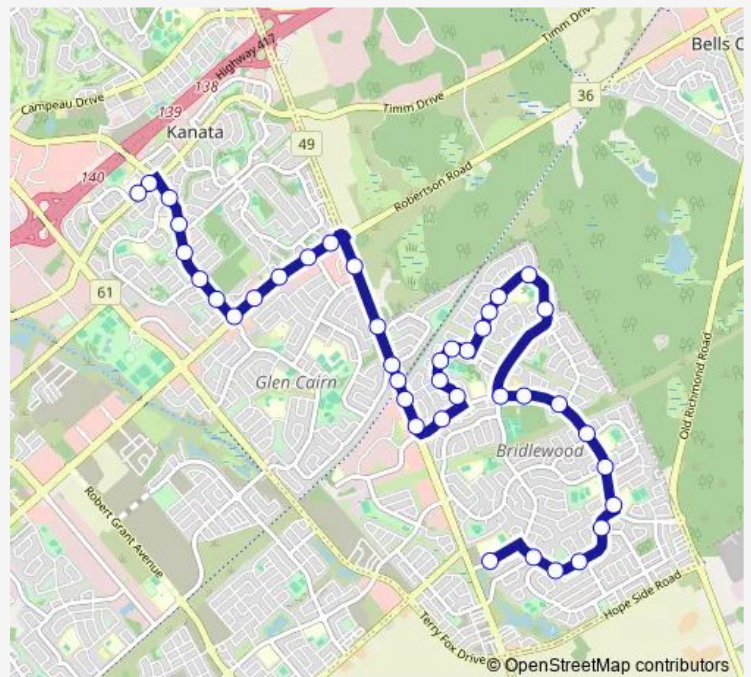 Timm Drive
Bells C
Highway 417
138
Campeau Drive
139
36
Timm Drive
Kanata
49
140
Robertson Road
61
Glen Cairn
Old Richmond Road
Bridlewood
Robert Grant Avenue
Hope Side Road
Terry Fox Drive
© OpenStreetMap contributors